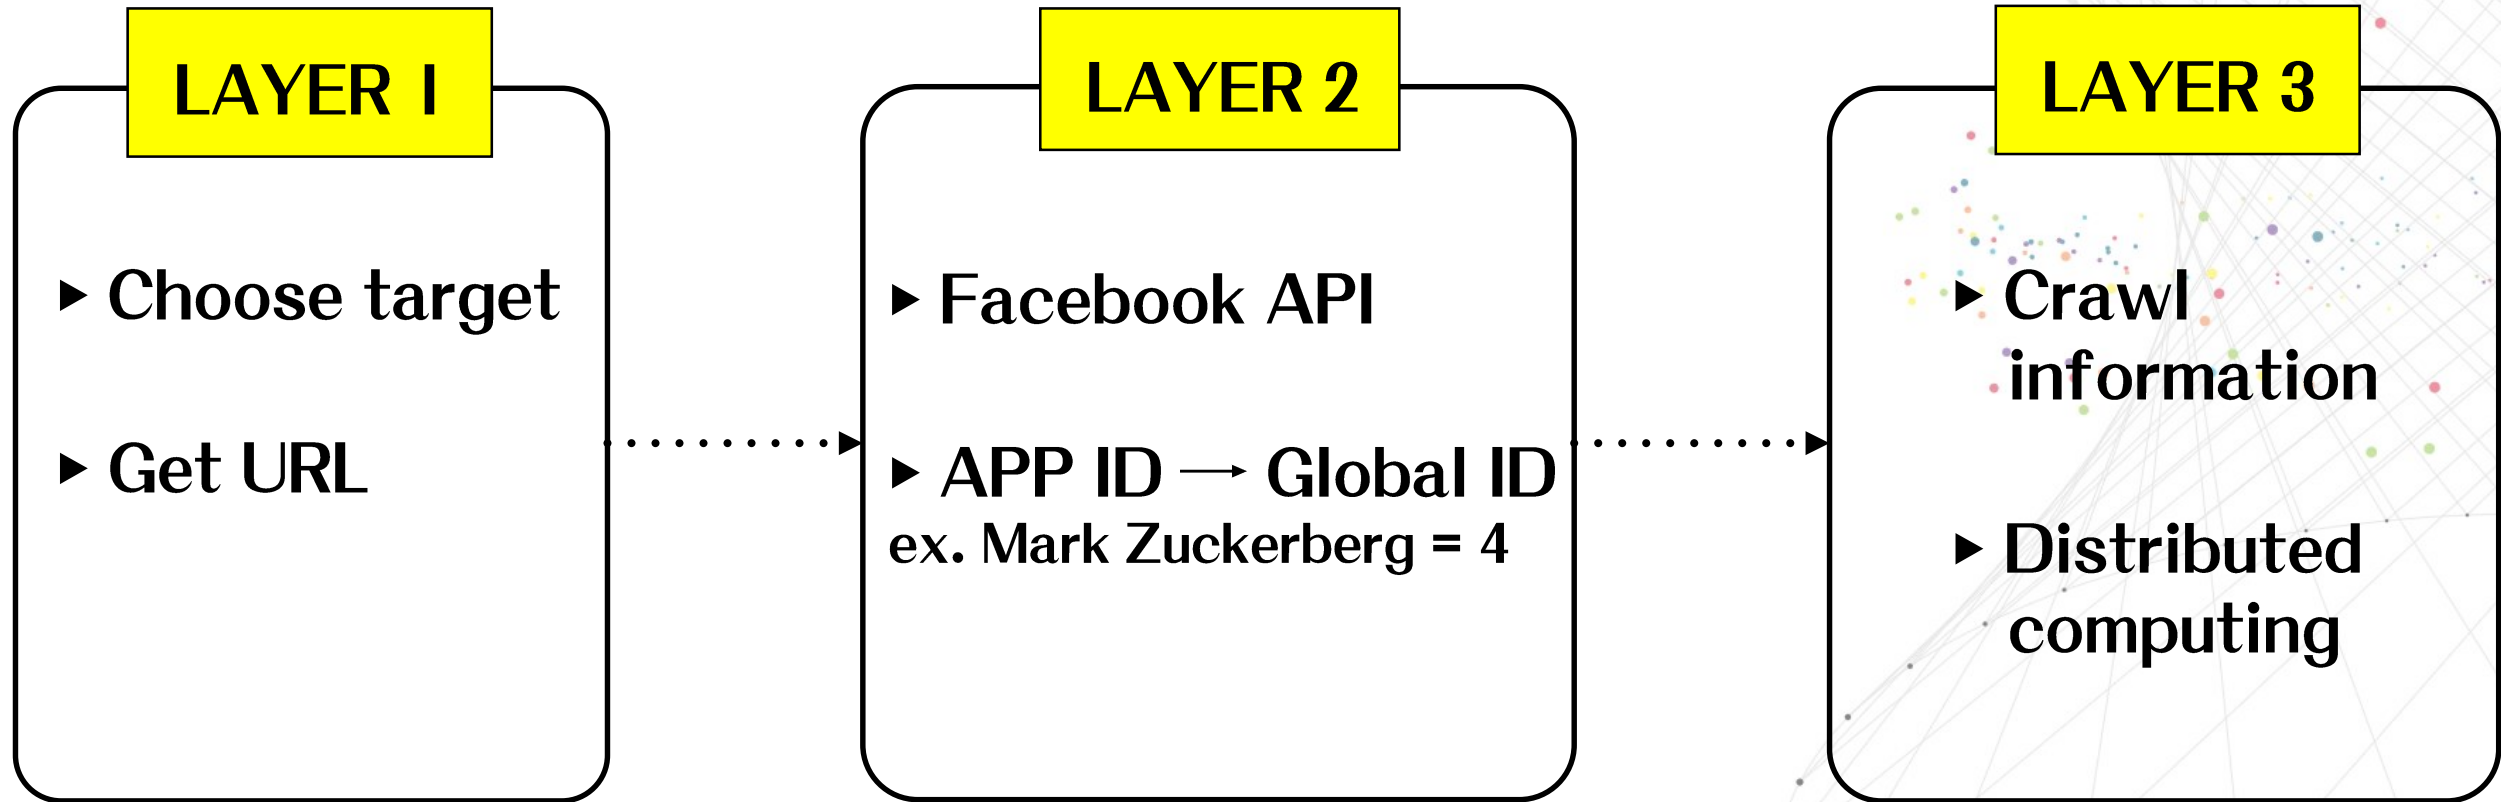 LAYER 1
Choose target
Get URL
LAYER 2
Facebook API
APP ID → Global ID
ex. Mark Zuckerberg = 4
LAYER 3
Crawl
information
Distributed
computing